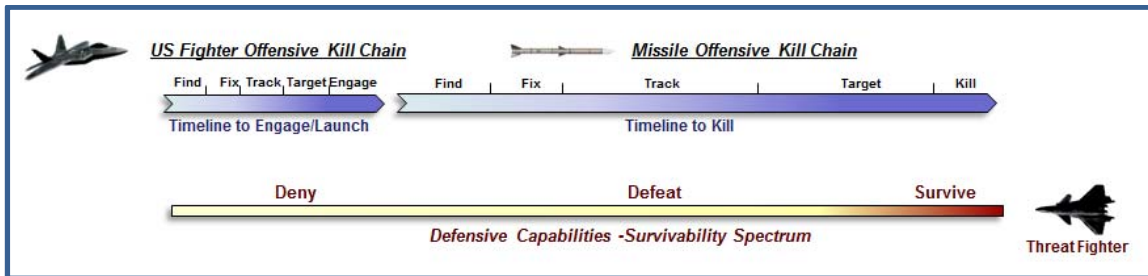 US Fighter Offensive Kill Chain
Missile Offensive Kill Chain
Find Fix Track Target Engage
Find Fix Track Target Kill
Timeline to Engage/Launch
Timeline to Kill
Deny Defeat Survive
Defensive Capabilities -Survivability Spectrum
Threat Fighter